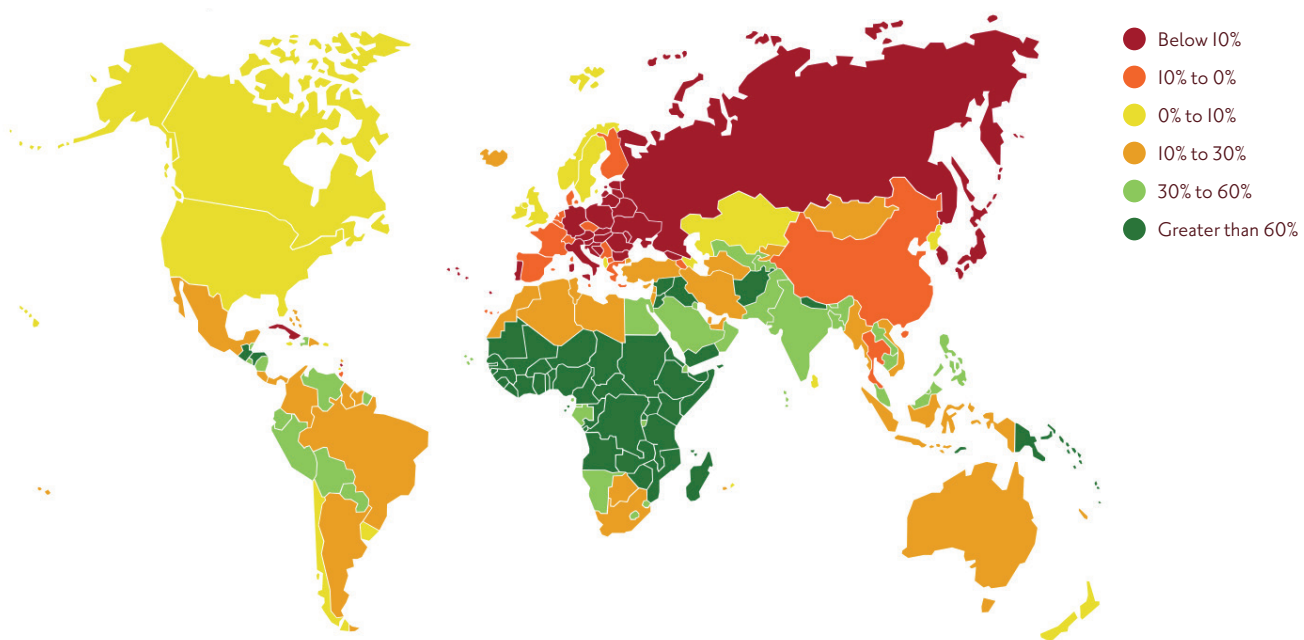 Below 10%
10% to 0%
0% to 10%
10% to 30%
30% to 60%
Greater than 60%